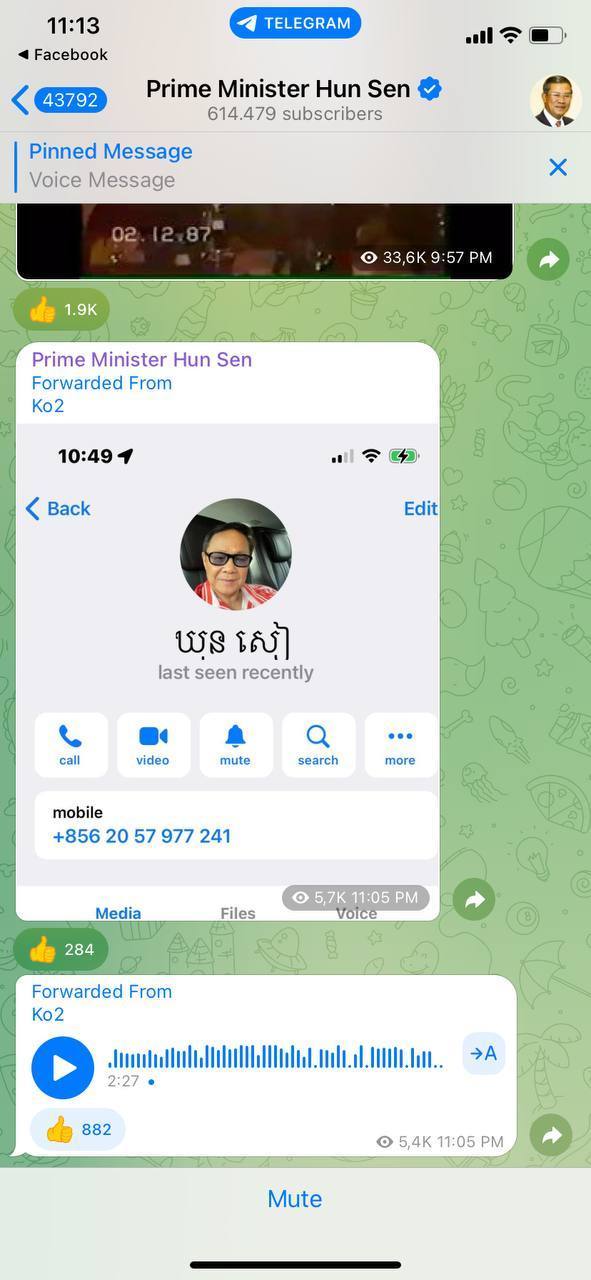 11:13
TELEGRAM
Facebook
43792
Prime Minister Hun Sen
614.479 subscribers
Pinned Message
Voice Message
02.12.87
33,6K 9:57 PM
1.9K
Prime Minister Hun Sen
Forwarded From
Ko2
10:49
Back
Edit
last seen recently
call
video
mute
search
more
mobile
+856 20 57 977 241
5,7K 11:05 PM
Media
Files
Voice
284
Forwarded From
Ko2
→A
2:27
882
5,4K 11:05 PM
Mute